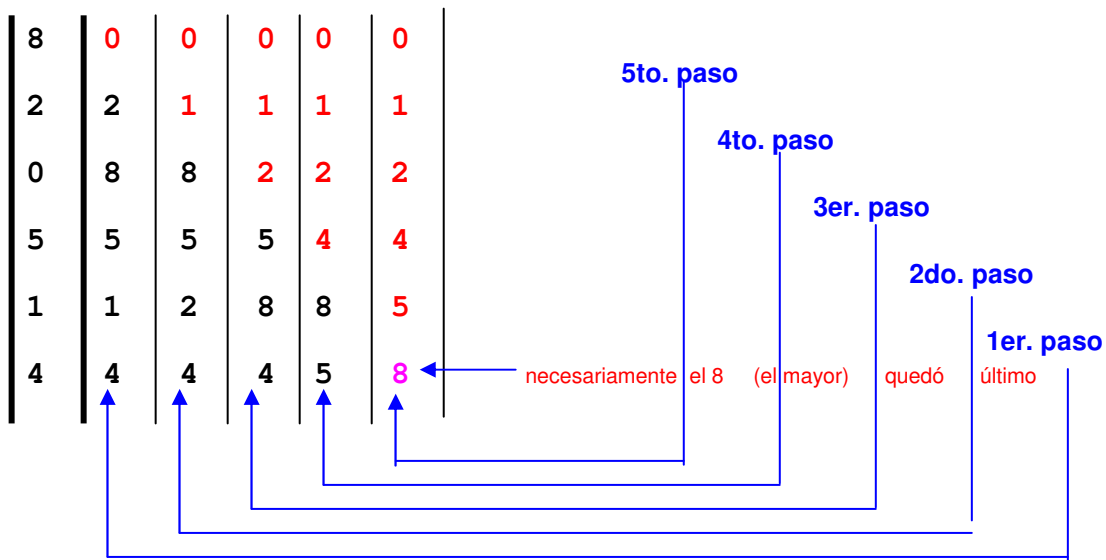 8 0 0 0 0 0
5to. paso
2 2 1 1 1 1
4to. paso
0 8 8 2 2 2
3er. paso
5 5 5 5 4 4
2do. paso
1 1 2 8 8 5
1er. paso
4 4 4 4 5 8 necesariamente el 8 (el mayor) quedó último